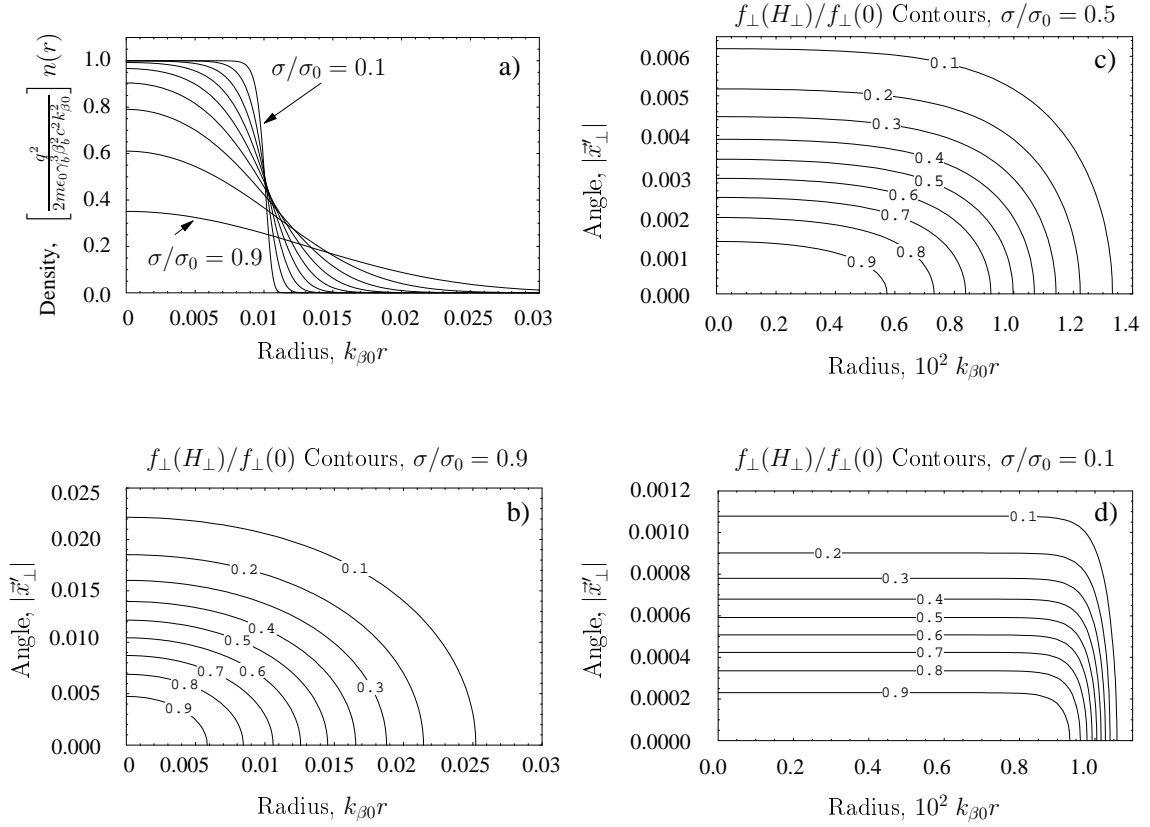 a)
Density, [ q² / 2mϵ₀γ_b³β_b²c²k_β0² ] n(r)
1.0
0.8
0.6
0.4
0.2
0.0
σ/σ₀ = 0.1
σ/σ₀ = 0.9
0 0.005 0.01 0.015 0.02 0.025 0.03
Radius, k_β0 r
f⊥(H⊥)/f⊥(0) Contours, σ/σ₀ = 0.5
c)
Angle, |x⃗′⊥|
0.006
0.005
0.004
0.003
0.002
0.001
0.000
0.1
0.2
0.3
0.4
0.5
0.6
0.7
0.8
0.9
0.0 0.2 0.4 0.6 0.8 1.0 1.2 1.4
Radius, 10² k_β0 r
f⊥(H⊥)/f⊥(0) Contours, σ/σ₀ = 0.9
b)
Angle, |x⃗′⊥|
0.025
0.020
0.015
0.010
0.005
0.000
0.1
0.2
0.3
0.4
0.5
0.6
0.7
0.8
0.9
0 0.005 0.01 0.015 0.02 0.025 0.03
Radius, k_β0 r
f⊥(H⊥)/f⊥(0) Contours, σ/σ₀ = 0.1
d)
Angle, |x⃗′⊥|
0.0012
0.0010
0.0008
0.0006
0.0004
0.0002
0.0000
0.1
0.2
0.3
0.4
0.5
0.6
0.7
0.8
0.9
0.0 0.2 0.4 0.6 0.8 1.0
Radius, 10² k_β0 r